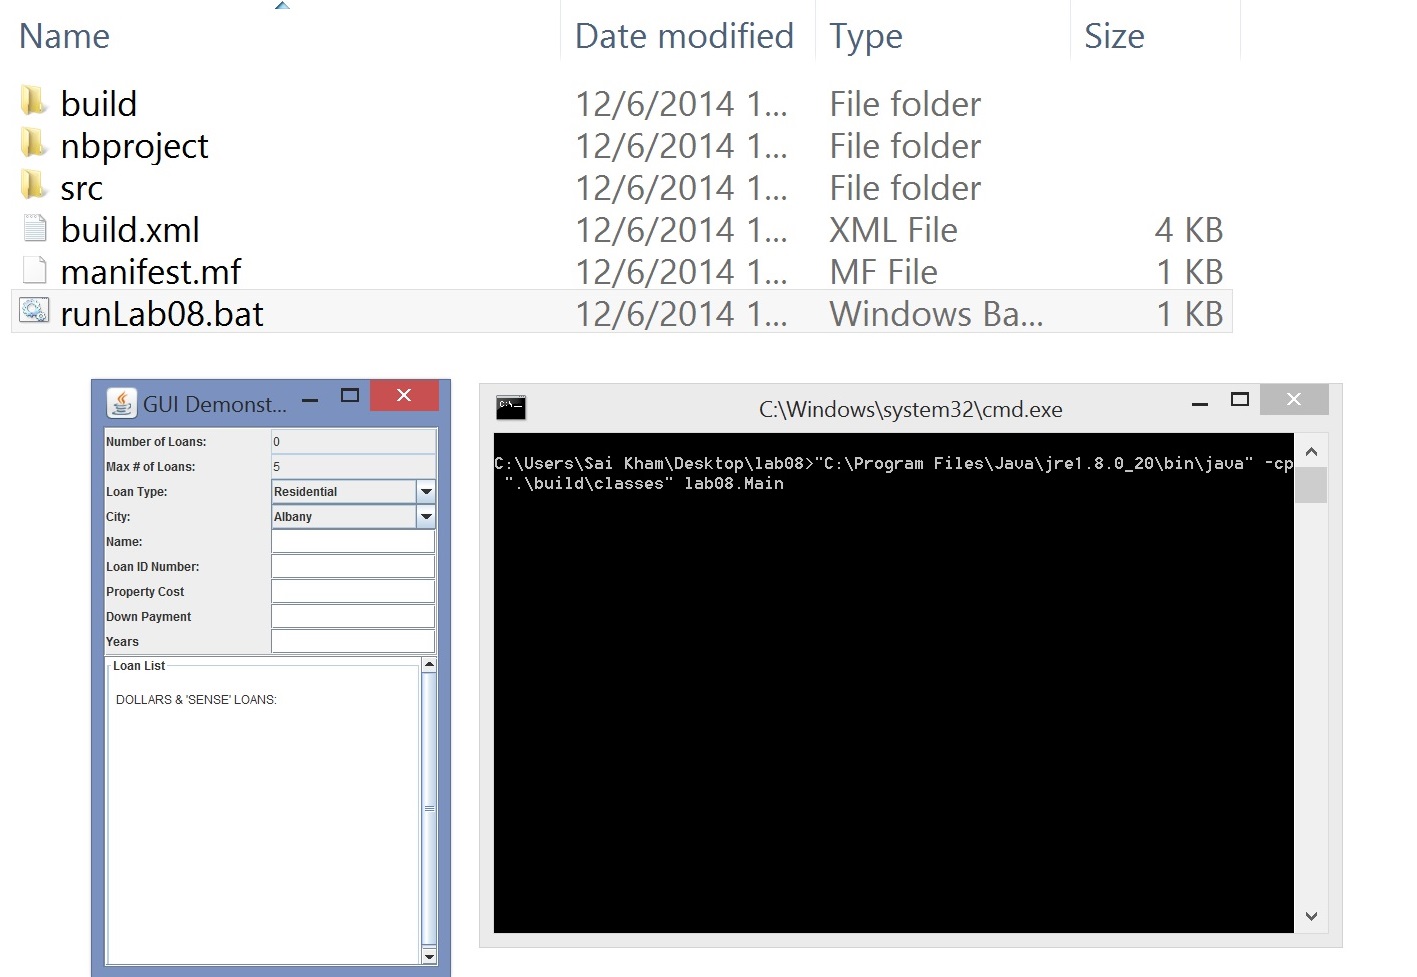 Name Date modified Type Size
build 12/6/2014 1... File folder
nbproject 12/6/2014 1... File folder
src 12/6/2014 1... File folder
build.xml 12/6/2014 1... XML File 4 KB
manifest.mf 12/6/2014 1... MF File 1 KB
runLab08.bat 12/6/2014 1... Windows Ba... 1 KB
GUI Demonst...
Number of Loans: 0
Max # of Loans: 5
Loan Type: Residential
City: Albany
Name:
Loan ID Number:
Property Cost
Down Payment
Years
Loan List
DOLLARS & 'SENSE' LOANS:
C:\Windows\system32\cmd.exe
C:\Users\Sai Kham\Desktop\lab08>"C:\Program Files\Java\jre1.8.0_20\bin\java" -cp
".\build\classes" lab08.Main